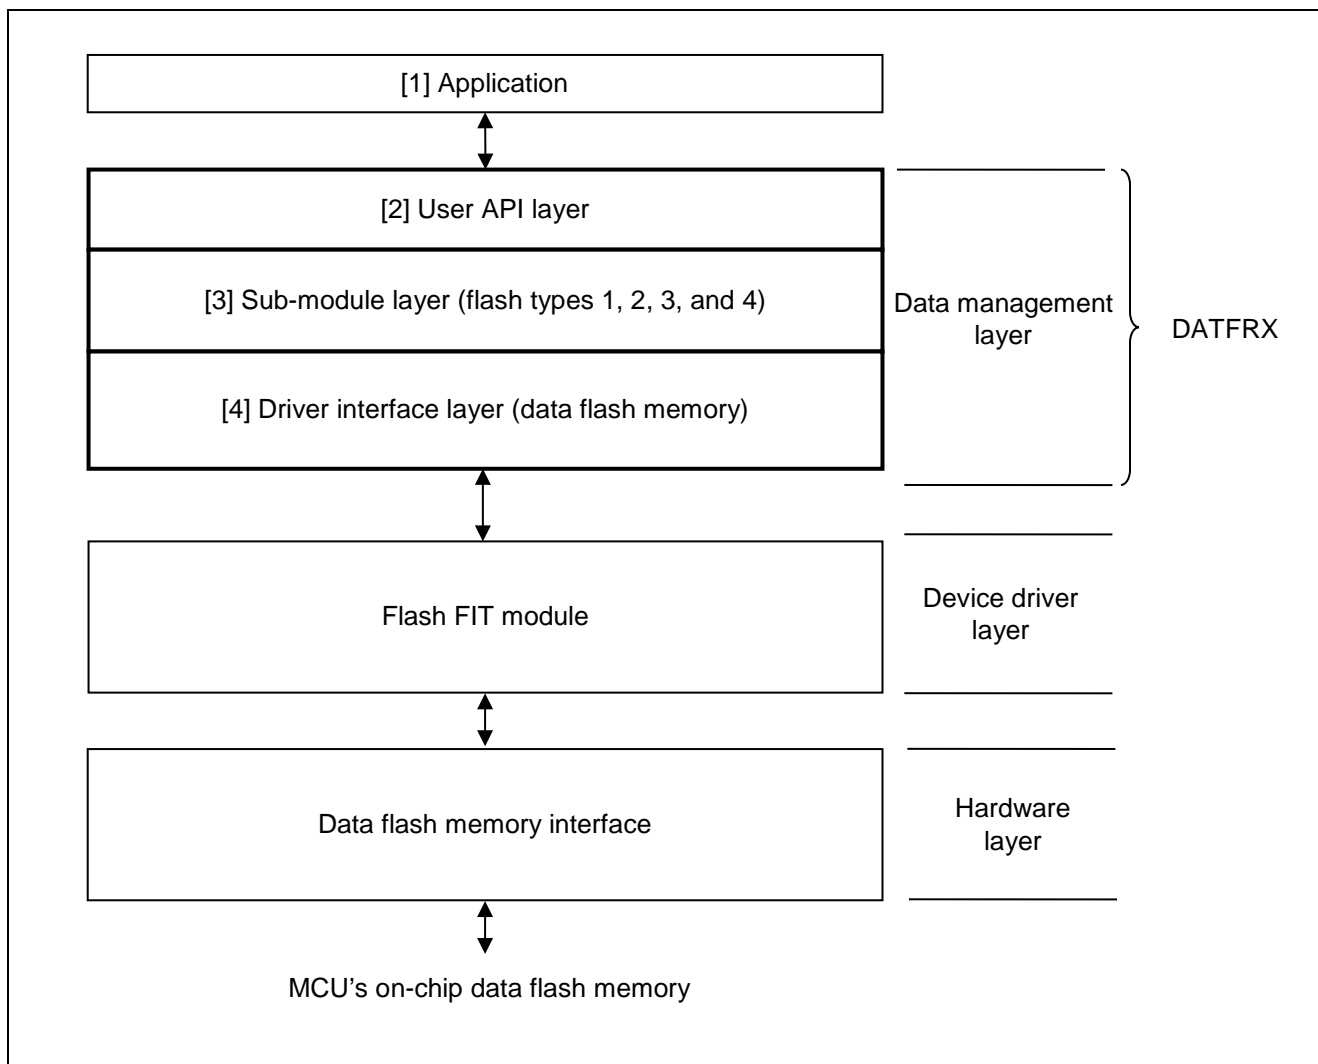 [1] Application
[2] User API layer
[3] Sub-module layer (flash types 1, 2, 3, and 4)
Data management
layer
DATFRX
[4] Driver interface layer (data flash memory)
Flash FIT module
Device driver
layer
Data flash memory interface
Hardware
layer
MCU’s on-chip data flash memory